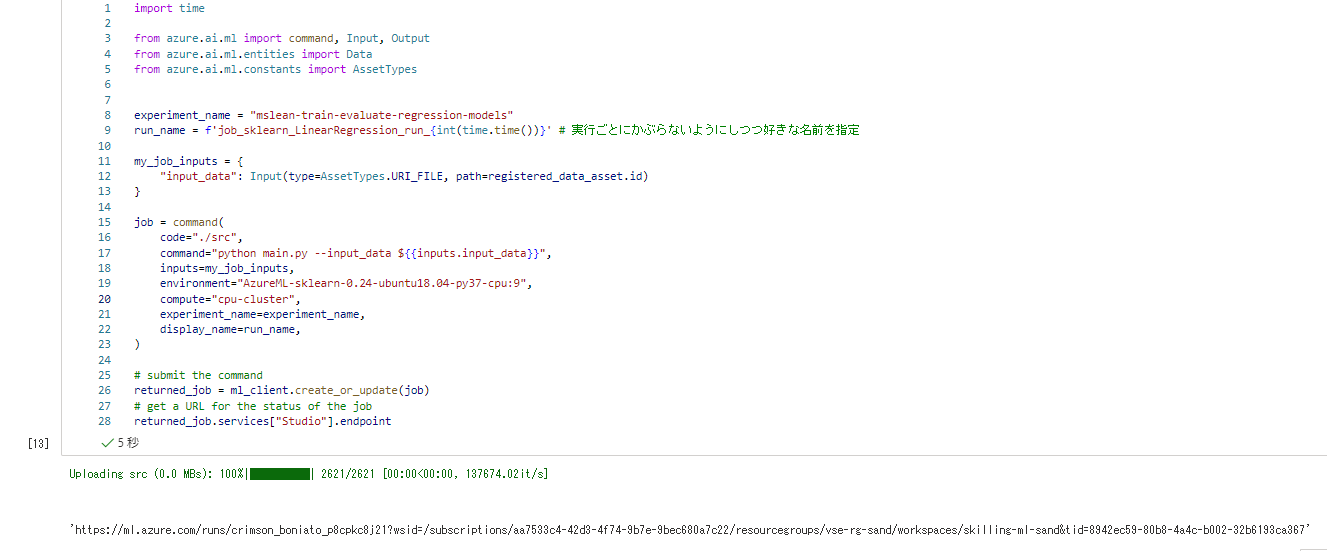 1 import time
2
3 from azure.ai.ml import command, Input, Output
4 from azure.ai.ml.entities import Data
5 from azure.ai.ml.constants import AssetTypes
6
7
8 experiment_name = "mslean-train-evaluate-regression-models"
9 run_name = f'job_sklearn_LinearRegression_run_{int(time.time())}' # 実行ごとにかぶらないようにしつつ好きな名前を指定
10
11 my_job_inputs = {
12     "input_data": Input(type=AssetTypes.URI_FILE, path=registered_data_asset.id)
13 }
14
15 job = command(
16     code="./src",
17     command="python main.py --input_data ${{inputs.input_data}}",
18     inputs=my_job_inputs,
19     environment="AzureML-sklearn-0.24-ubuntu18.04-py37-cpu:9",
20     compute="cpu-cluster",
21     experiment_name=experiment_name,
22     display_name=run_name,
23 )
24
25 # submit the command
26 returned_job = ml_client.create_or_update(job)
27 # get a URL for the status of the job
28 returned_job.services["Studio"].endpoint
[13] ✓ 5 秒
Uploading src (0.0 MBs): 100%|██████████| 2621/2621 [00:00<00:00, 137674.02it/s]
'https://ml.azure.com/runs/crimson_boniato_p8cpkc8j21?wsid=/subscriptions/aa7533c4-42d3-4f74-9b7e-9bec680a7c22/resourcegroups/vse-rg-sand/workspaces/skilling-ml-sand&tid=8942ec59-80b8-4a4c-b002-32b6193ca367'